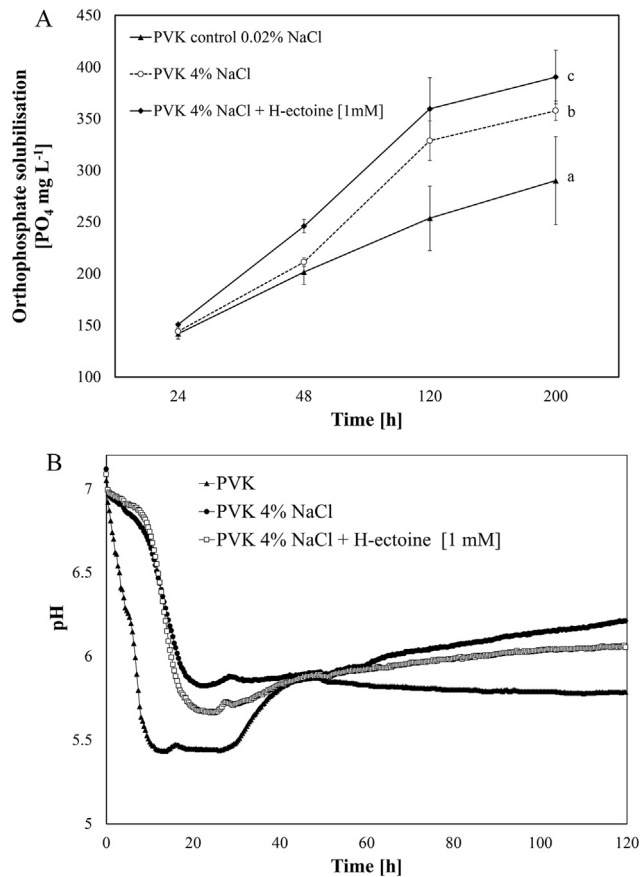 A
450
400
350
300
250
200
150
100
Orthophosphate solubilisation
[PO₄ mg L⁻¹]
PVK control 0.02% NaCl
PVK 4% NaCl
PVK 4% NaCl + H-ectoine [1mM]
c
b
a
24 48 120 200
Time [h]
B
7
6.5
6
5.5
5
pH
PVK
PVK 4% NaCl
PVK 4% NaCl + H-ectoine [1 mM]
0 20 40 60 80 100 120
Time [h]